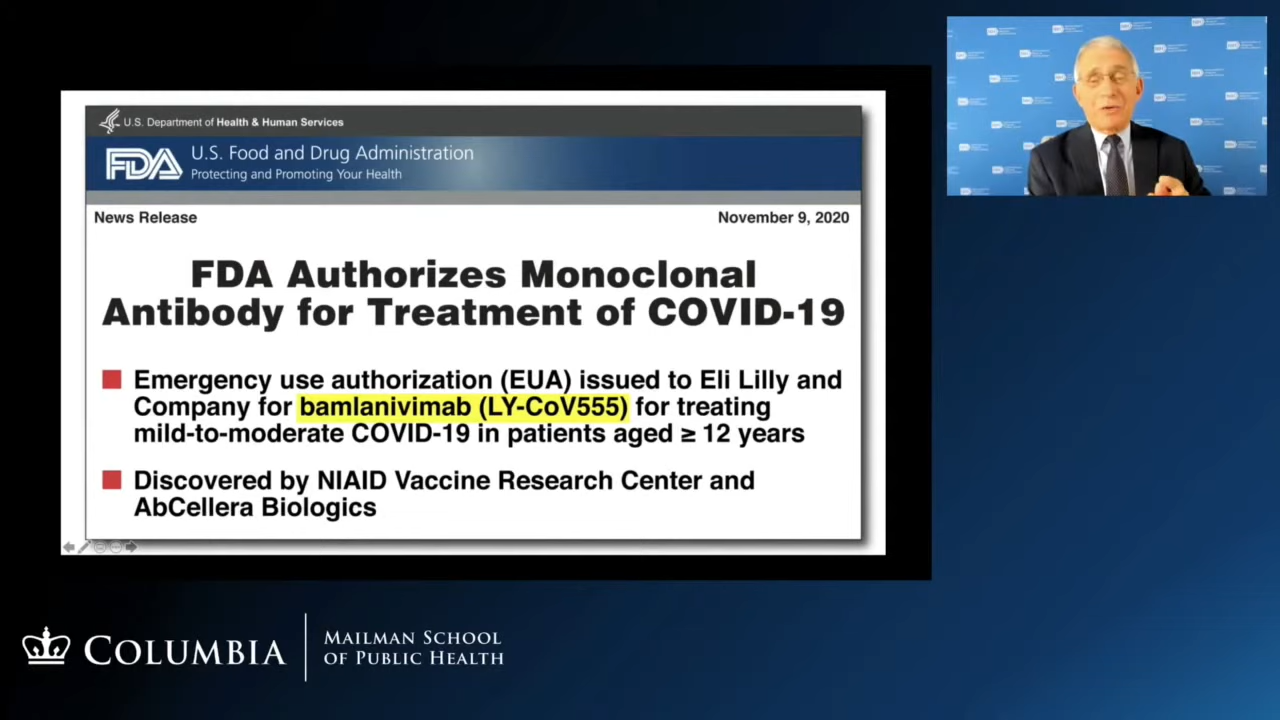 U.S. Department of Health & Human Services
FDA
U.S. Food and Drug Administration
Protecting and Promoting Your Health
News Release
November 9, 2020
FDA Authorizes Monoclonal
Antibody for Treatment of COVID-19
Emergency use authorization (EUA) issued to Eli Lilly and
Company for bamlanivimab (LY-CoV555) for treating
mild-to-moderate COVID-19 in patients aged ≥ 12 years
Discovered by NIAID Vaccine Research Center and
AbCellera Biologics
COLUMBIA
MAILMAN SCHOOL
OF PUBLIC HEALTH